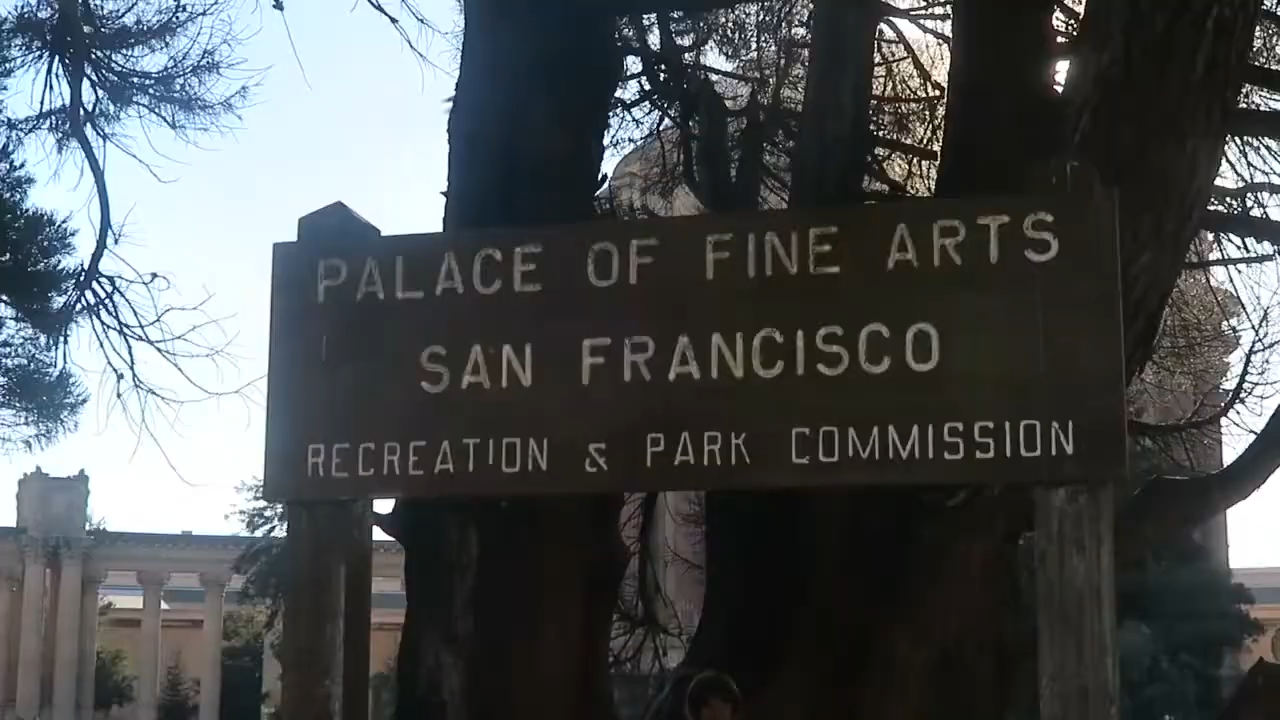 PALACE OF FINE ARTS
SAN FRANCISCO
RECREATION & PARK COMMISSION